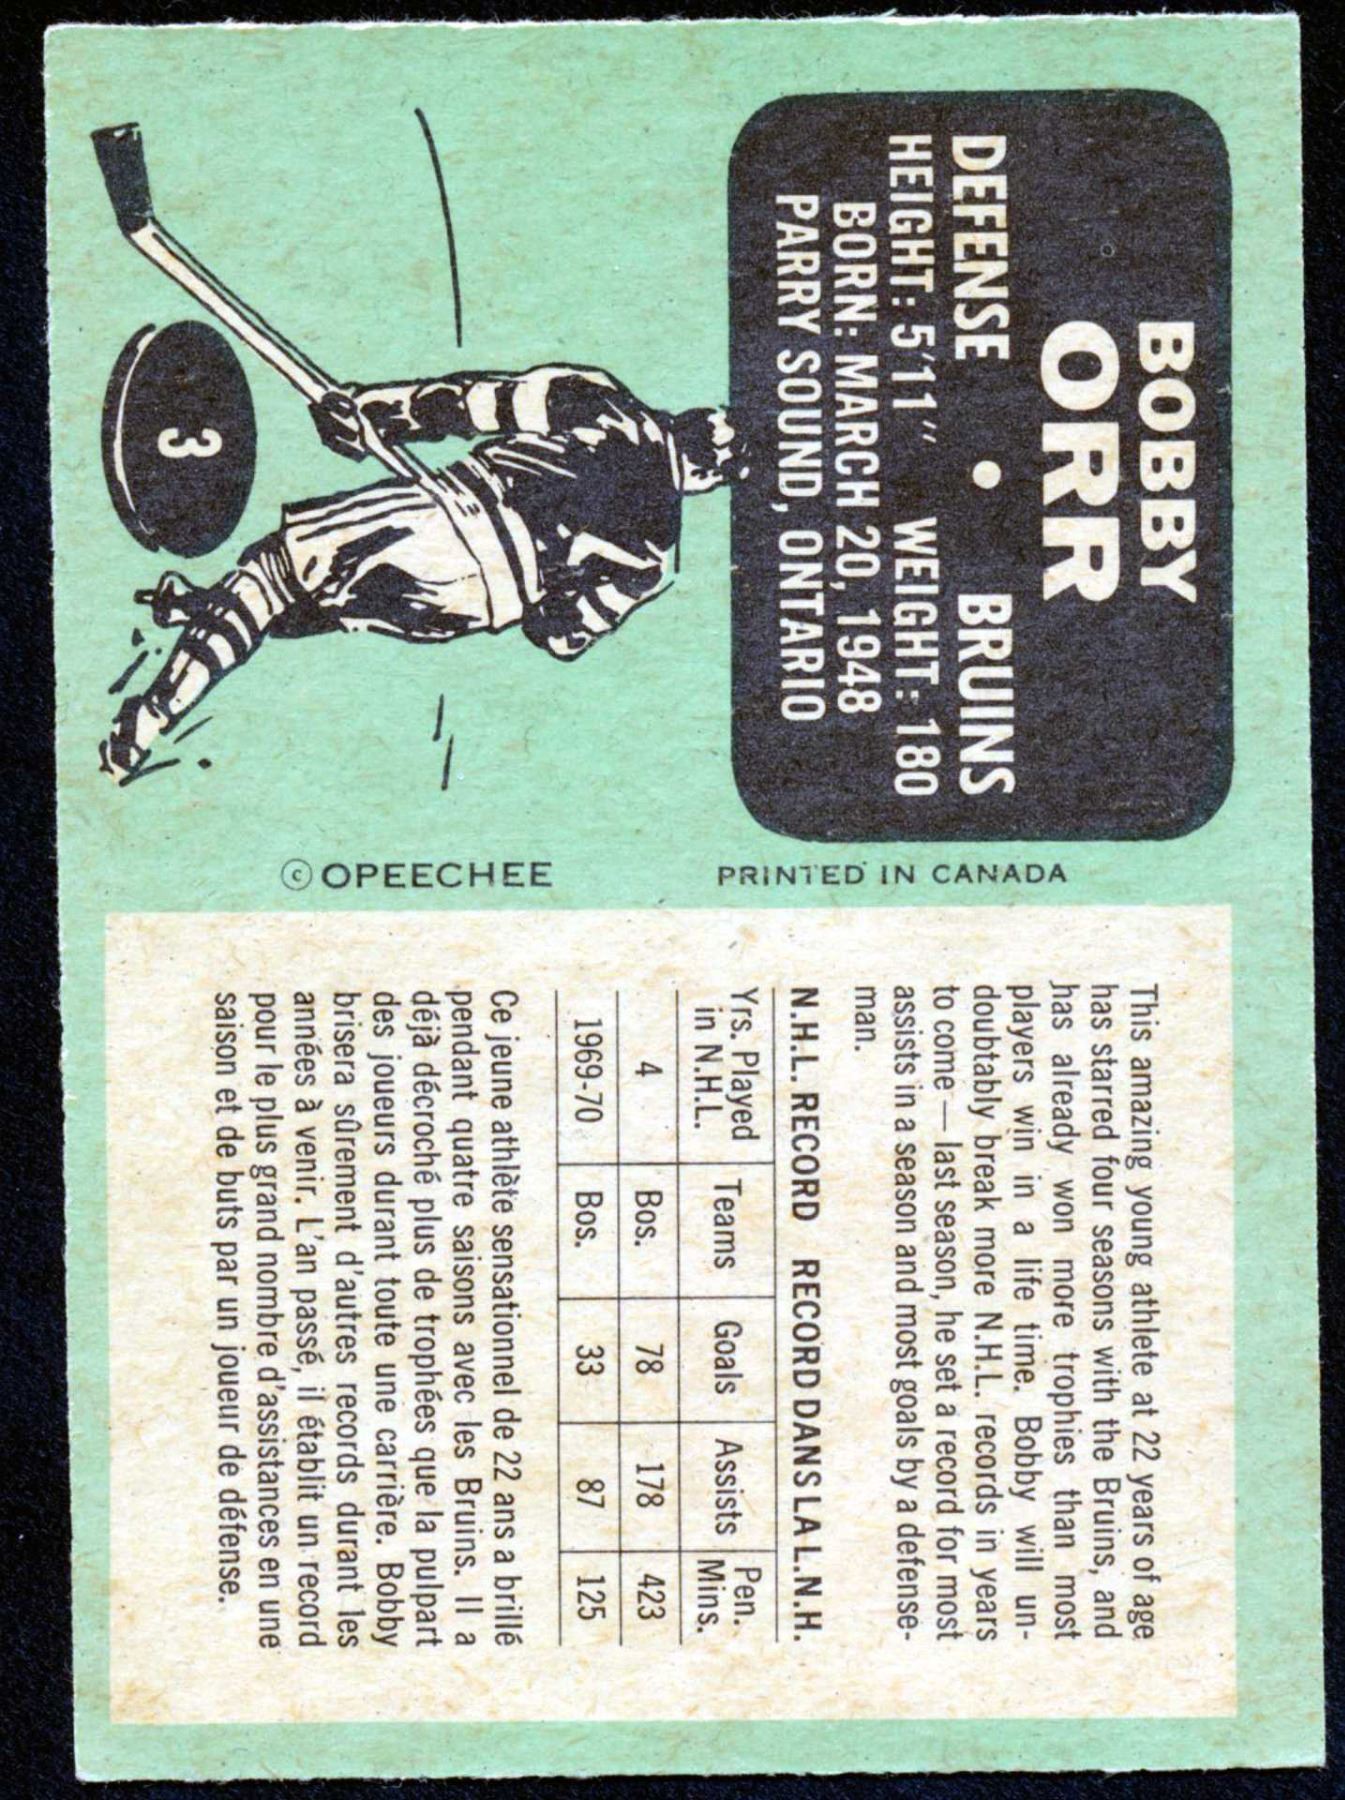 BOBBY
ORR
DEFENSE • BRUINS
HEIGHT: 5'11" WEIGHT: 180
BORN: MARCH 20, 1948
PARRY SOUND, ONTARIO
3
© OPEECHEE
PRINTED IN CANADA
This amazing young athlete at 22 years of age
has starred four seasons with the Bruins, and
has already won more trophies than most
players win in a life time. Bobby will un-
doubtably break more N.H.L. records in years
to come — last season, he set a record for most
assists in a season and most goals by a defense-
man.
N.H.L. RECORD RECORD DANS LA L.N.H.
Yrs. Played in N.H.L. Teams Goals Assists Pen. Mins.
4 Bos. 78 178 423
1969-70 Bos. 33 87 125
Ce jeune athlète sensationnel de 22 ans a brillé
pendant quatre saisons avec les Bruins. Il a
déjà décroché plus de trophées que la pulpart
des joueurs durant toute une carrière. Bobby
brisera sûrement d'autres records durant les
années à venir. L'an passé, il établit un record
pour le plus grand nombre d'assistances en une
saison et de buts par un joueur de défense.